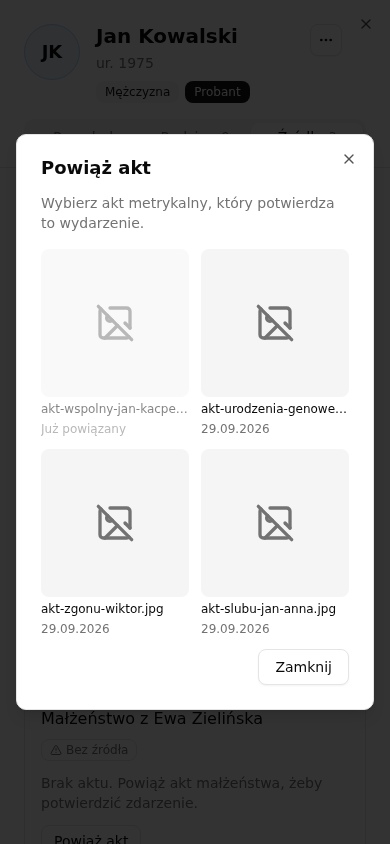 JK
Jan Kowalski
ur. 1975
Mężczyzna
Probant
Powiąż akt
Wybierz akt metrykalny, który potwierdza
to wydarzenie.
akt-wspolny-jan-kacpe...
Już powiązany
akt-urodzenia-genowe...
29.09.2026
akt-zgonu-wiktor.jpg
29.09.2026
akt-slubu-jan-anna.jpg
29.09.2026
Zamknij
Małżeństwo z Ewa Zielińska
Bez źródła
Brak aktu. Powiąż akt małżeństwa, żeby
potwierdzić zdarzenie.
Powiąż akt